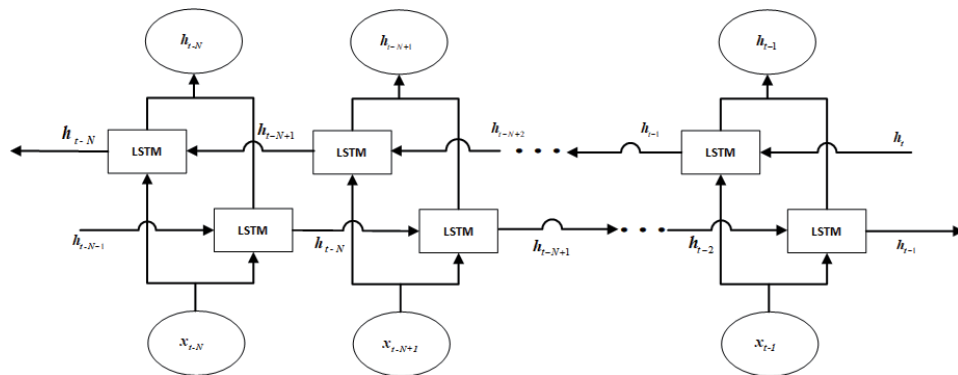 h_{t-N} h_{t-N+1} h_{t-1}
h_{t-N} LSTM h_{t-N+1} LSTM h_{t-N+2} • • • h_{t-1} LSTM h_t
h_{t-N-1} LSTM h_{t-N} LSTM h_{t-N+1} • • • h_{t-2} LSTM h_{t-1}
x_{t-N} x_{t-N+1} x_{t-1}